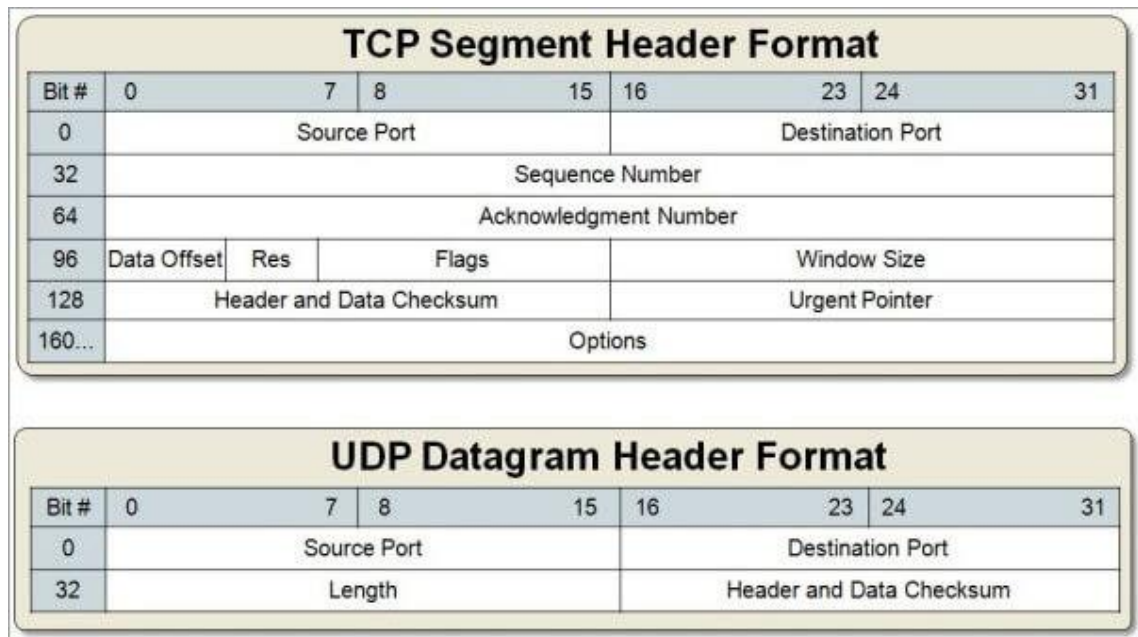 TCP Segment Header Format
Bit # 0 7 8 15 16 23 24 31
0 Source Port Destination Port
32 Sequence Number
64 Acknowledgment Number
96 Data Offset Res Flags Window Size
128 Header and Data Checksum Urgent Pointer
160... Options
UDP Datagram Header Format
Bit # 0 7 8 15 16 23 24 31
0 Source Port Destination Port
32 Length Header and Data Checksum